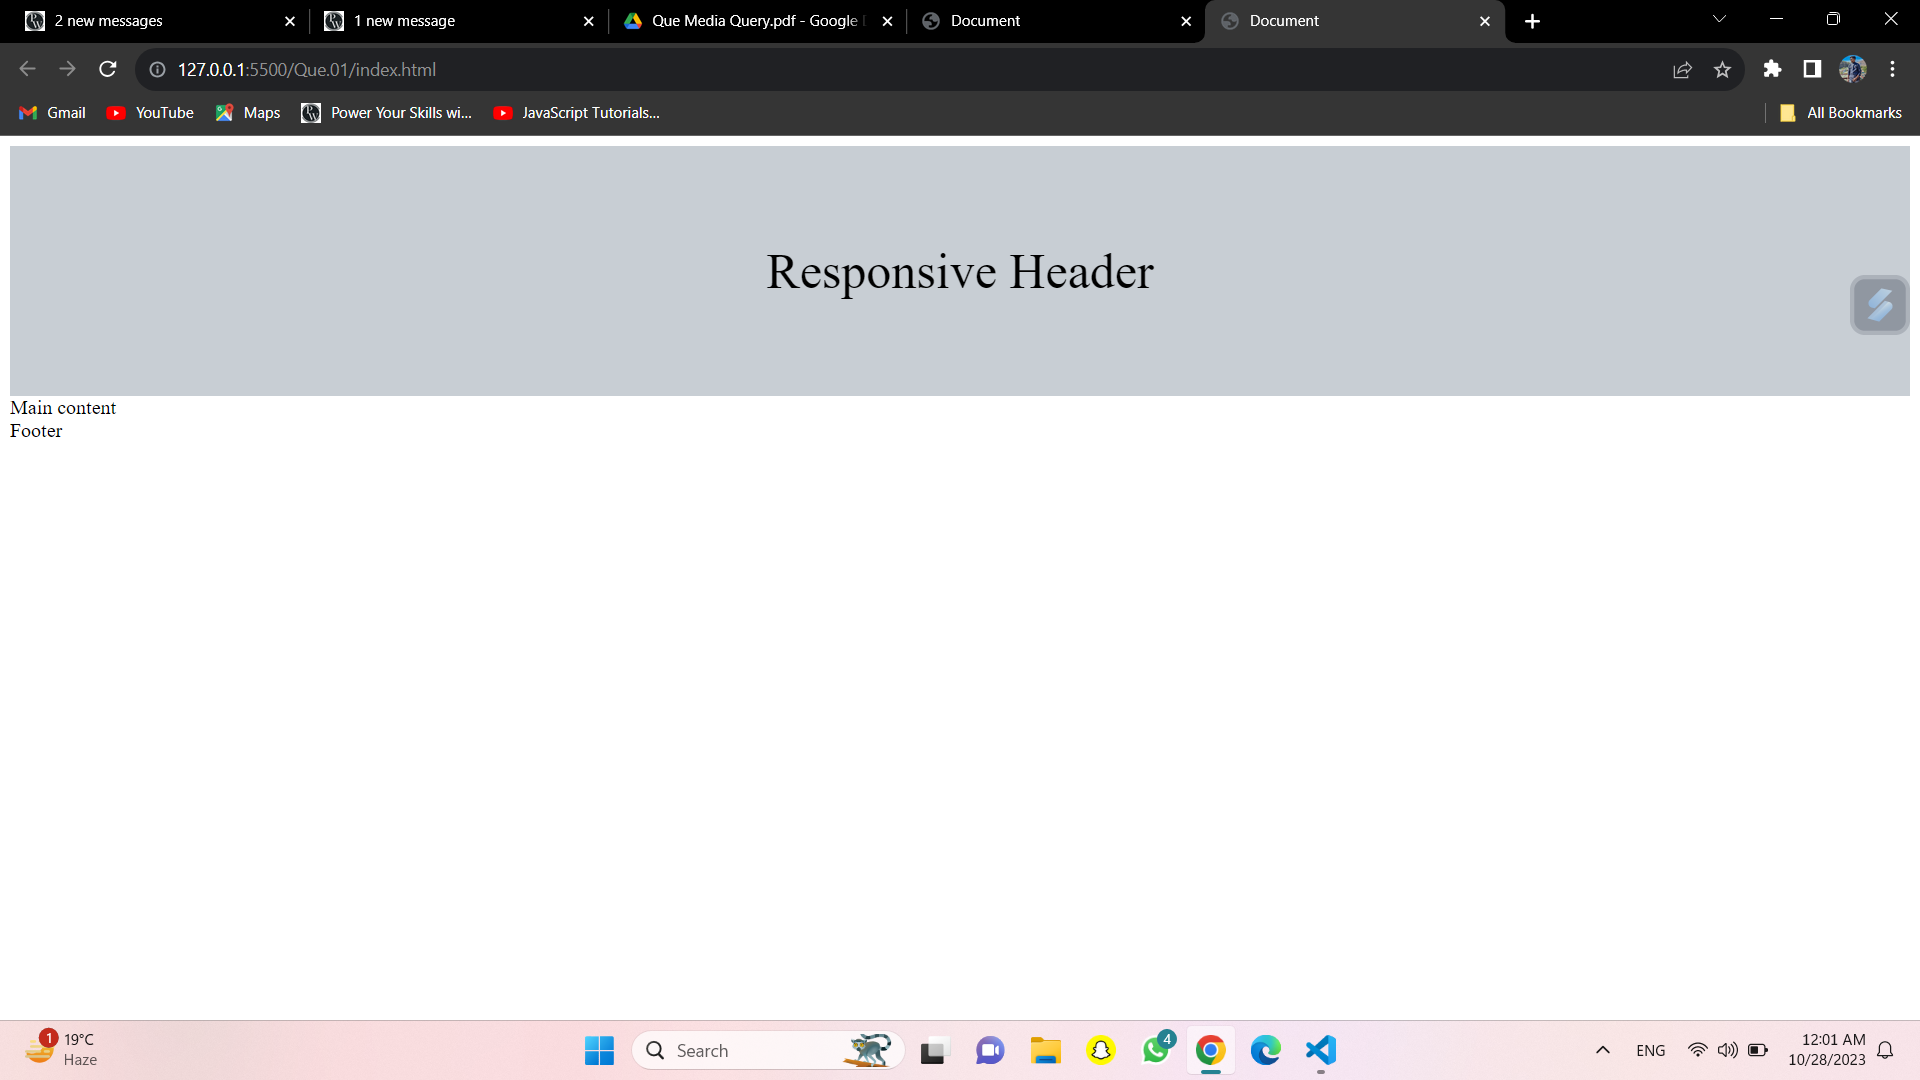 2 new messages
1 new message
Que Media Query.pdf - Google
Document
Document
127.0.0.1:5500/Que.01/index.html
Gmail
YouTube
Maps
Power Your Skills wi...
JavaScript Tutorials...
All Bookmarks
Responsive Header
Main content
Footer
1
19°C
Haze
Search
4
ENG
12:01 AM
10/28/2023